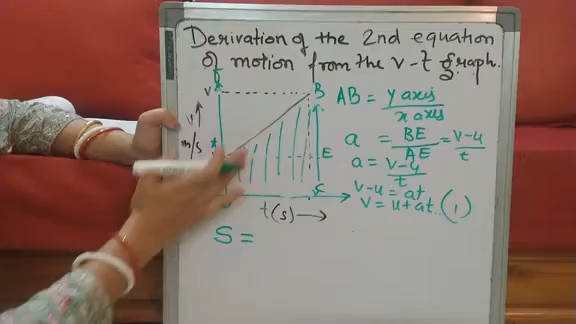 Derivation of the 2nd equation
of motion from the v-t graph.
D
v
B
m/s
E
C
t(s) →
AB = y axis / x axis
a = BE / AE = v-u / t
a = v-u / t
v-u = at
v = u + at (1)
S =